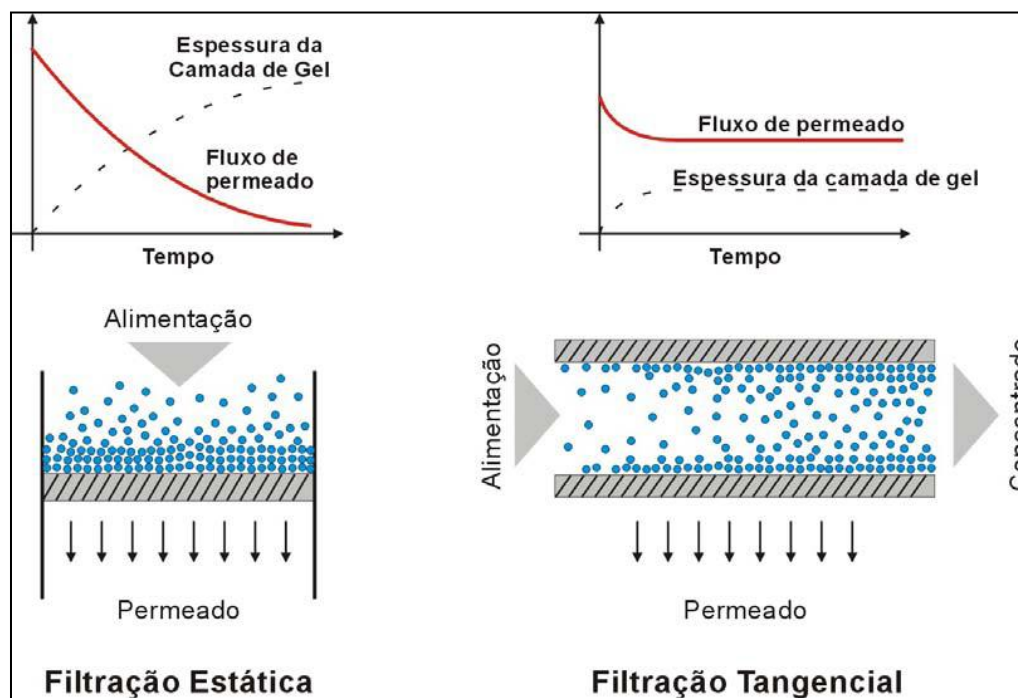 Espessura da
Camada de Gel
Fluxo de
permeado
Tempo
Alimentação
Permeado
Filtração Estática
Fluxo de permeado
Espessura da camada de gel
Tempo
Alimentação
Concentrado
Permeado
Filtração Tangencial